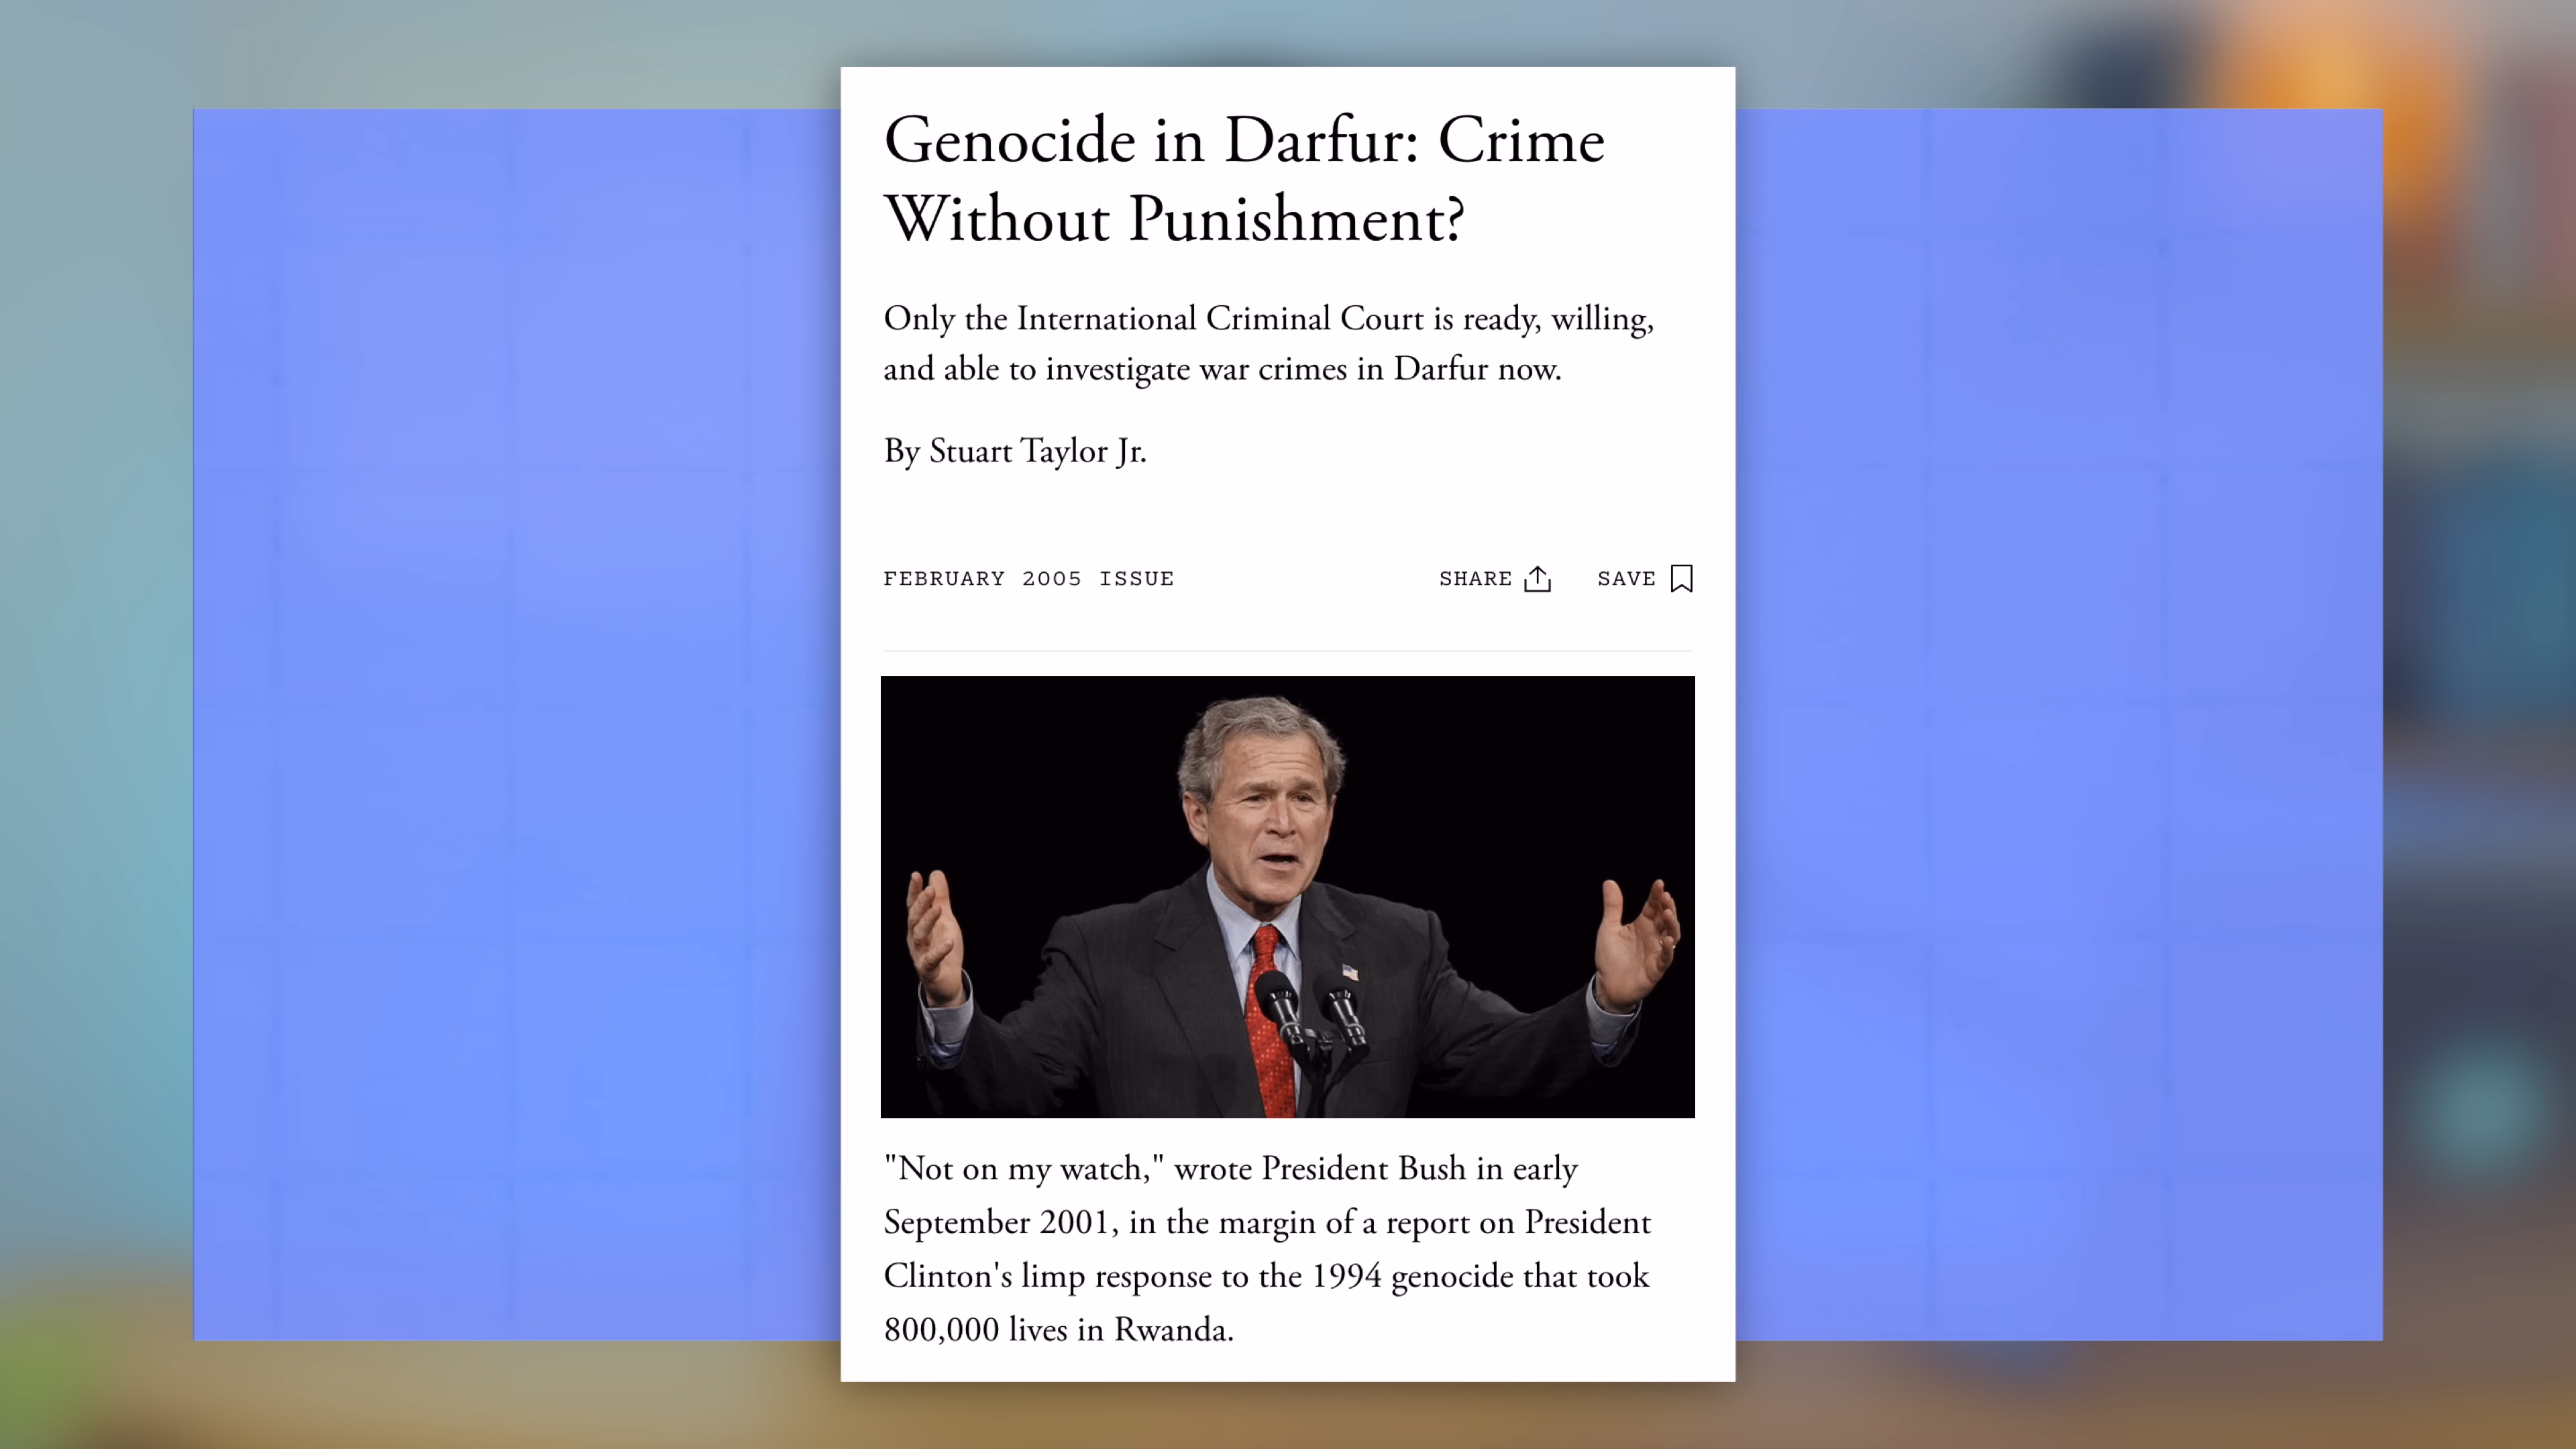 Genocide in Darfur: Crime
Without Punishment?
Only the International Criminal Court is ready, willing,
and able to investigate war crimes in Darfur now.
By Stuart Taylor Jr.
FEBRUARY 2005 ISSUE
SHARE
SAVE
"Not on my watch," wrote President Bush in early
September 2001, in the margin of a report on President
Clinton's limp response to the 1994 genocide that took
800,000 lives in Rwanda.